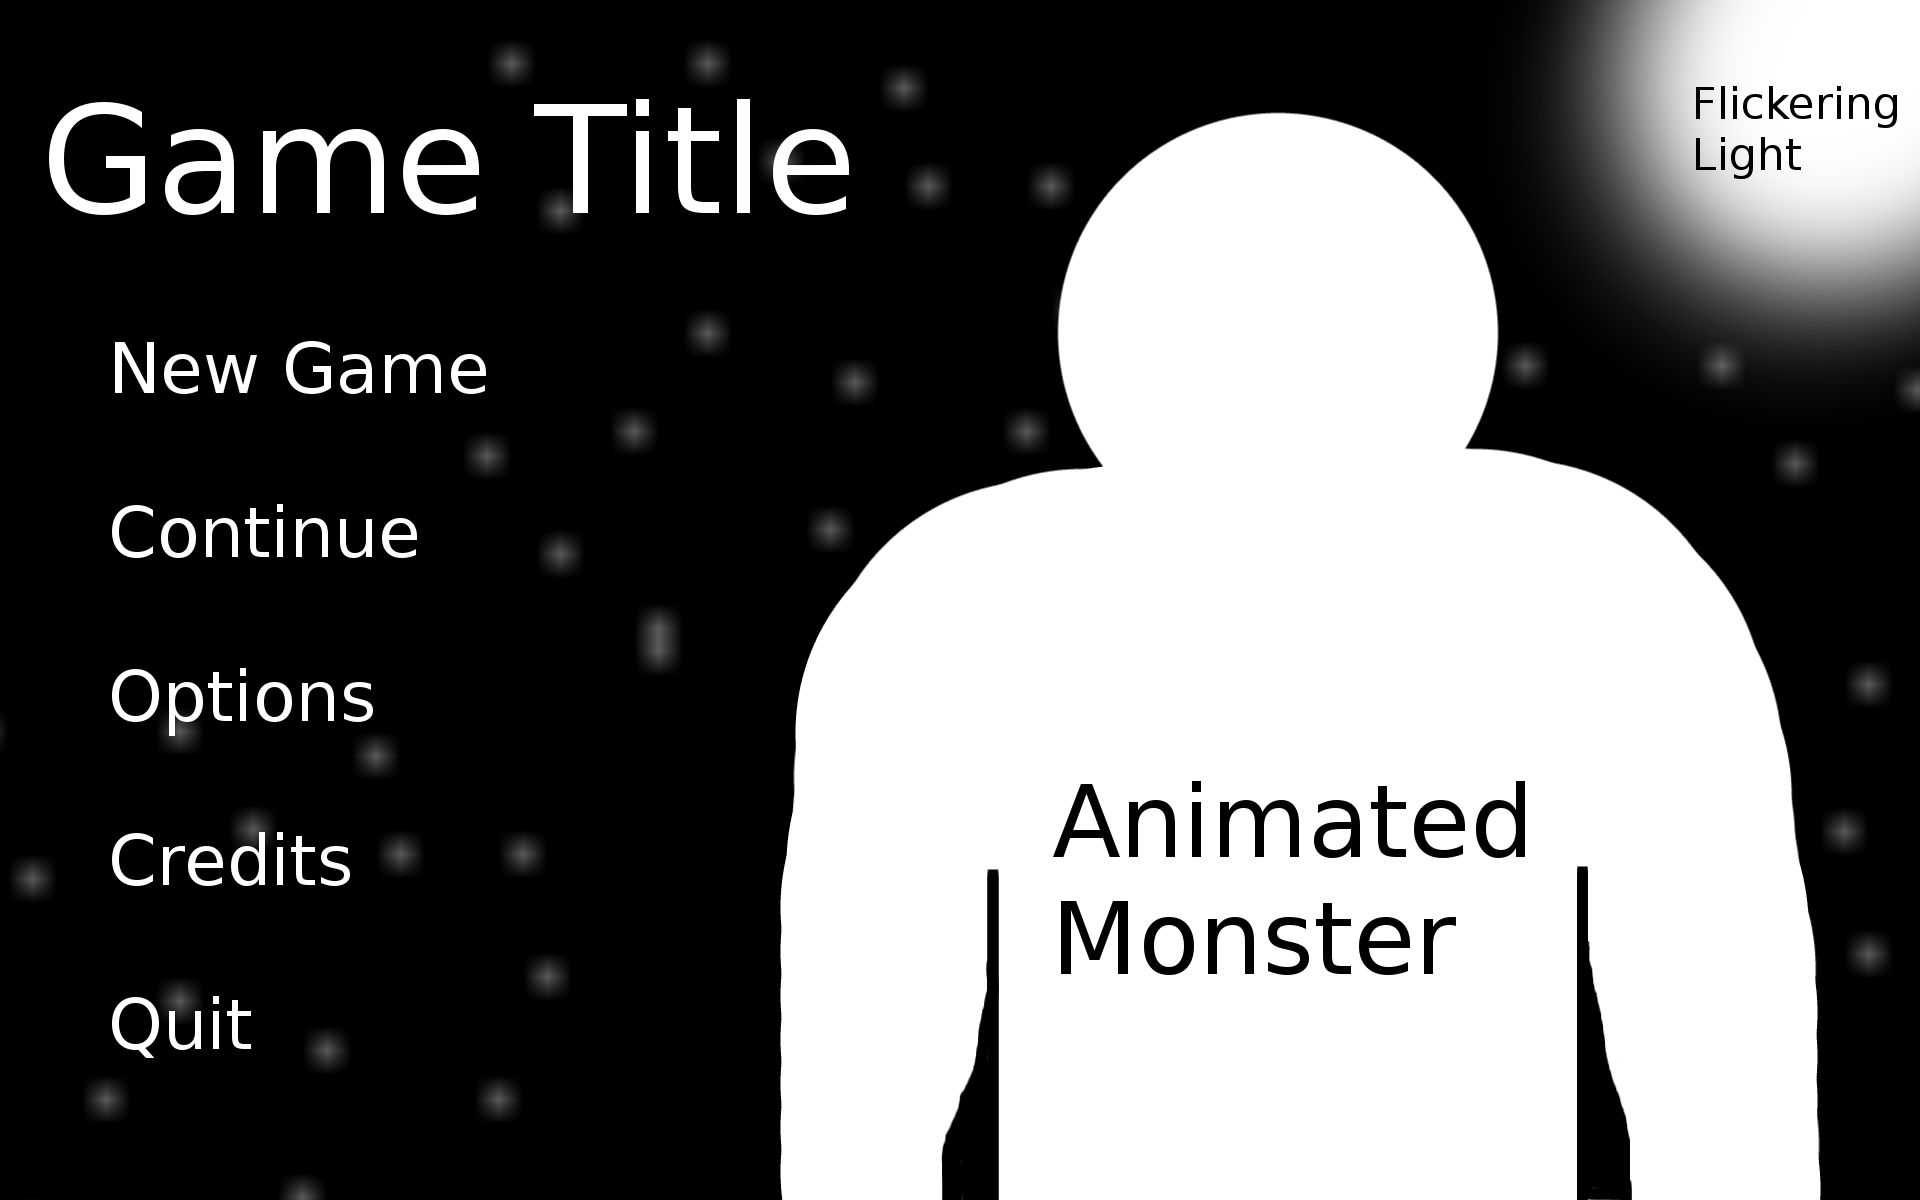 Game Title
Flickering
Light
New Game
Continue
Options
Credits
Quit
Animated
Monster